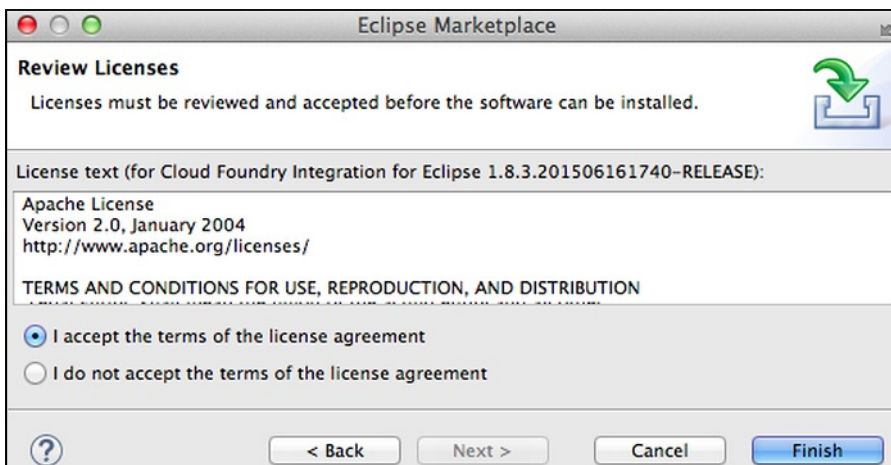 Eclipse Marketplace
Review Licenses
Licenses must be reviewed and accepted before the software can be installed.
License text (for Cloud Foundry Integration for Eclipse 1.8.3.201506161740-RELEASE):
Apache License
Version 2.0, January 2004
http://www.apache.org/licenses/
TERMS AND CONDITIONS FOR USE, REPRODUCTION, AND DISTRIBUTION
I accept the terms of the license agreement
I do not accept the terms of the license agreement
? < Back Next > Cancel Finish